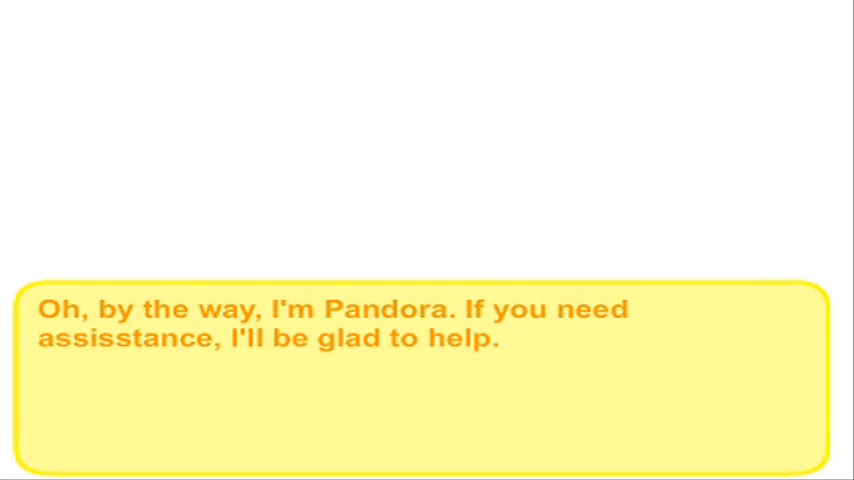 Oh, by the way, I'm Pandora. If you need
assisstance, I'll be glad to help.